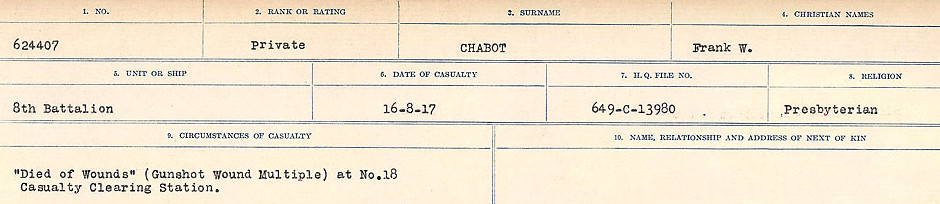 1. NO. 2. RANK OR RATING 3. SURNAME 4. CHRISTIAN NAMES
624407 Private CHABOT Frank W.
5. UNIT OR SHIP 6. DATE OF CASUALTY 7. H. Q. FILE NO. 8. RELIGION
8th Battalion 16-8-17 649-C-13980 Presbyterian
9. CIRCUMSTANCES OF CASUALTY 10. NAME, RELATIONSHIP AND ADDRESS OF NEXT OF KIN
"Died of Wounds" (Gunshot Wound Multiple) at No.18
Casualty Clearing Station.